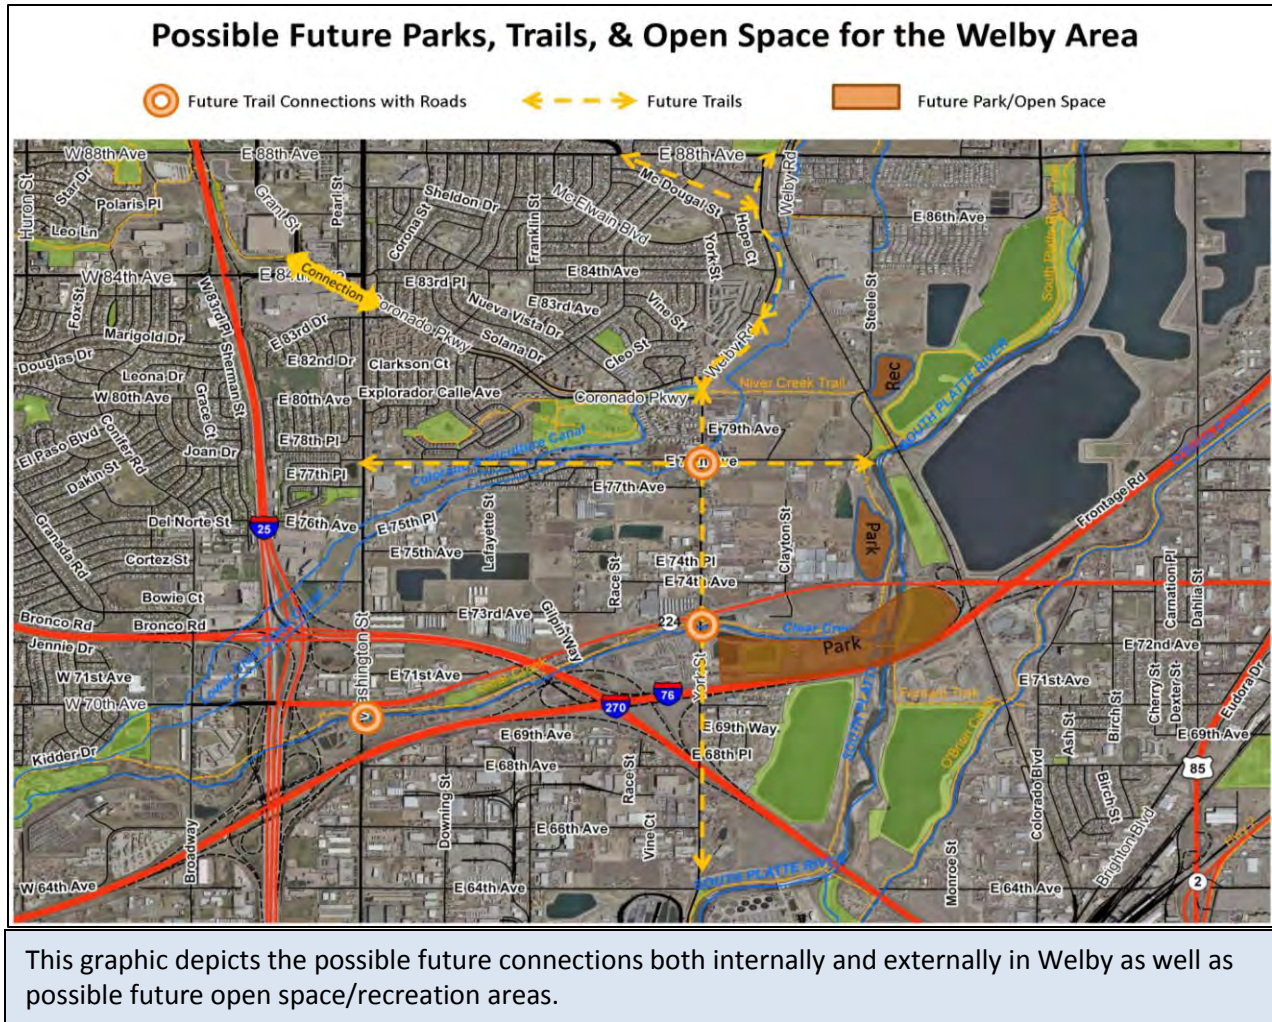 Possible Future Parks, Trails, & Open Space for the Welby Area
Future Trail Connections with Roads
Future Trails
Future Park/Open Space
W 88th Ave
E 88th Ave
E 88th Ave
Huron St
Star Dr
Polaris Pl
Leo Ln
Grant St
Pearl St
Corona St
Sheldon Dr
Franklin St
Mc Elwain Blvd
Mc Dougal St
York St
Hope Ct
Welby Rd
E 86th Ave
South Platte River
W 84th Ave
E 84th
Connection
E 84th Ave
E 83rd Pl
E 83rd Ave
Nueva Vista Dr
Vine St
Steele St
Fox St
W 83rd Pl
Sherman St
E 83rd Dr
Coronado Pkwy
Solana Dr
Cleo St
Welby Rd
Marigold Dr
Douglas Dr
E 82nd Dr
Clarkson Ct
Leona Dr
Grace Ct
W 80th Ave
E 80th Ave
Explorador Calle Ave
Coronado Pkwy
Niver Creek Trail
Rec
SOUTH PLATTE RIVER
El Paso Blvd
Conifer Rd
Joan Dr
E 78th Pl
E 79th Ave
Dakin St
E 77th Pl
Colorado Agriculture Canal
E 77th Ave
Frontage Rd
Granada Rd
Del Norte St
25
E 76th Ave
E 75th Pl
Lafayette St
Clayton St
Park
Cortez St
E 75th Ave
Race St
E 74th Pl
E 74th Ave
Carnation Pl
Dahlia St
Bowie Ct
E 73rd Ave
Gilpin Way
Bronco Rd
Bronco Rd
224
Clear Creek
Park
E 72nd Ave
Jennie Dr
Washington St
W 71st Ave
E 71st Ave
Clear Creek
York St
76
270
E 71st Ave
Cherry St
Dexter St
Eudora Dr
W 70th Ave
Kidder Dr
E 69th Ave
E 69th Way
E 68th Pl
SOUTH PLATTE
O'Brian Canal
Ash St
Birch St
E 69th Ave
E 68th Ave
Race St
85
Broadway
Downing St
E 66th Ave
Vine Ct
Colorado Blvd
Birch St
Brighton Blvd
W 64th Ave
E 64th Ave
SOUTH PLATTE RIVER
Monroe St
E 64th Ave
2
This graphic depicts the possible future connections both internally and externally in Welby as well as
possible future open space/recreation areas.